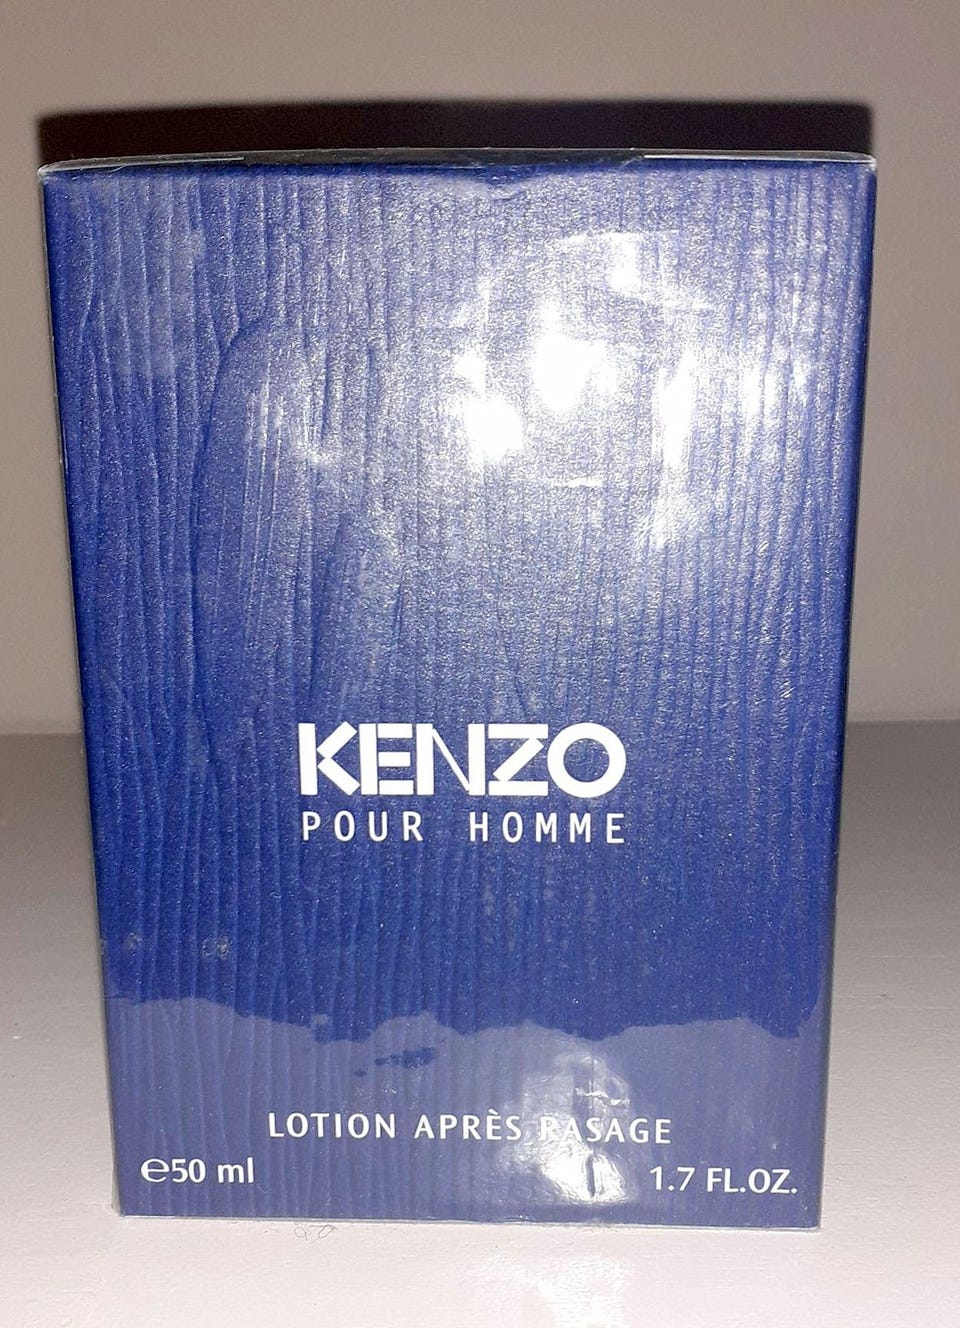 KENZO
POUR HOMME
LOTION APRÈS RASAGE
℮50 ml
1.7 FL.OZ.